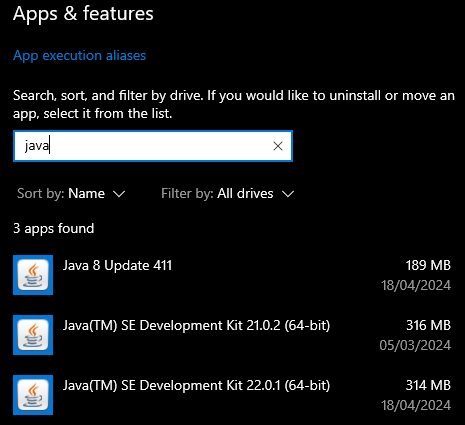 Apps & features
App execution aliases
Search, sort, and filter by drive. If you would like to uninstall or move an
app, select it from the list.
java
Sort by: Name Filter by: All drives
3 apps found
Java 8 Update 411 189 MB
18/04/2024
Java(TM) SE Development Kit 21.0.2 (64-bit) 316 MB
05/03/2024
Java(TM) SE Development Kit 22.0.1 (64-bit) 314 MB
18/04/2024